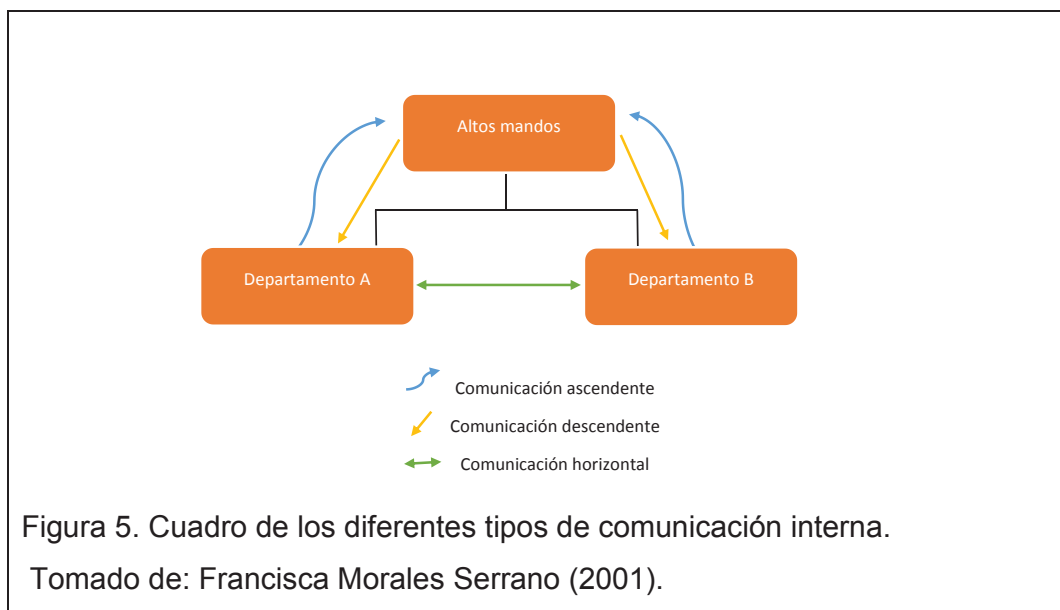 Altos mandos
Departamento A
Departamento B
Comunicación ascendente
Comunicación descendente
Comunicación horizontal
Figura 5. Cuadro de los diferentes tipos de comunicación interna.
Tomado de: Francisca Morales Serrano (2001).